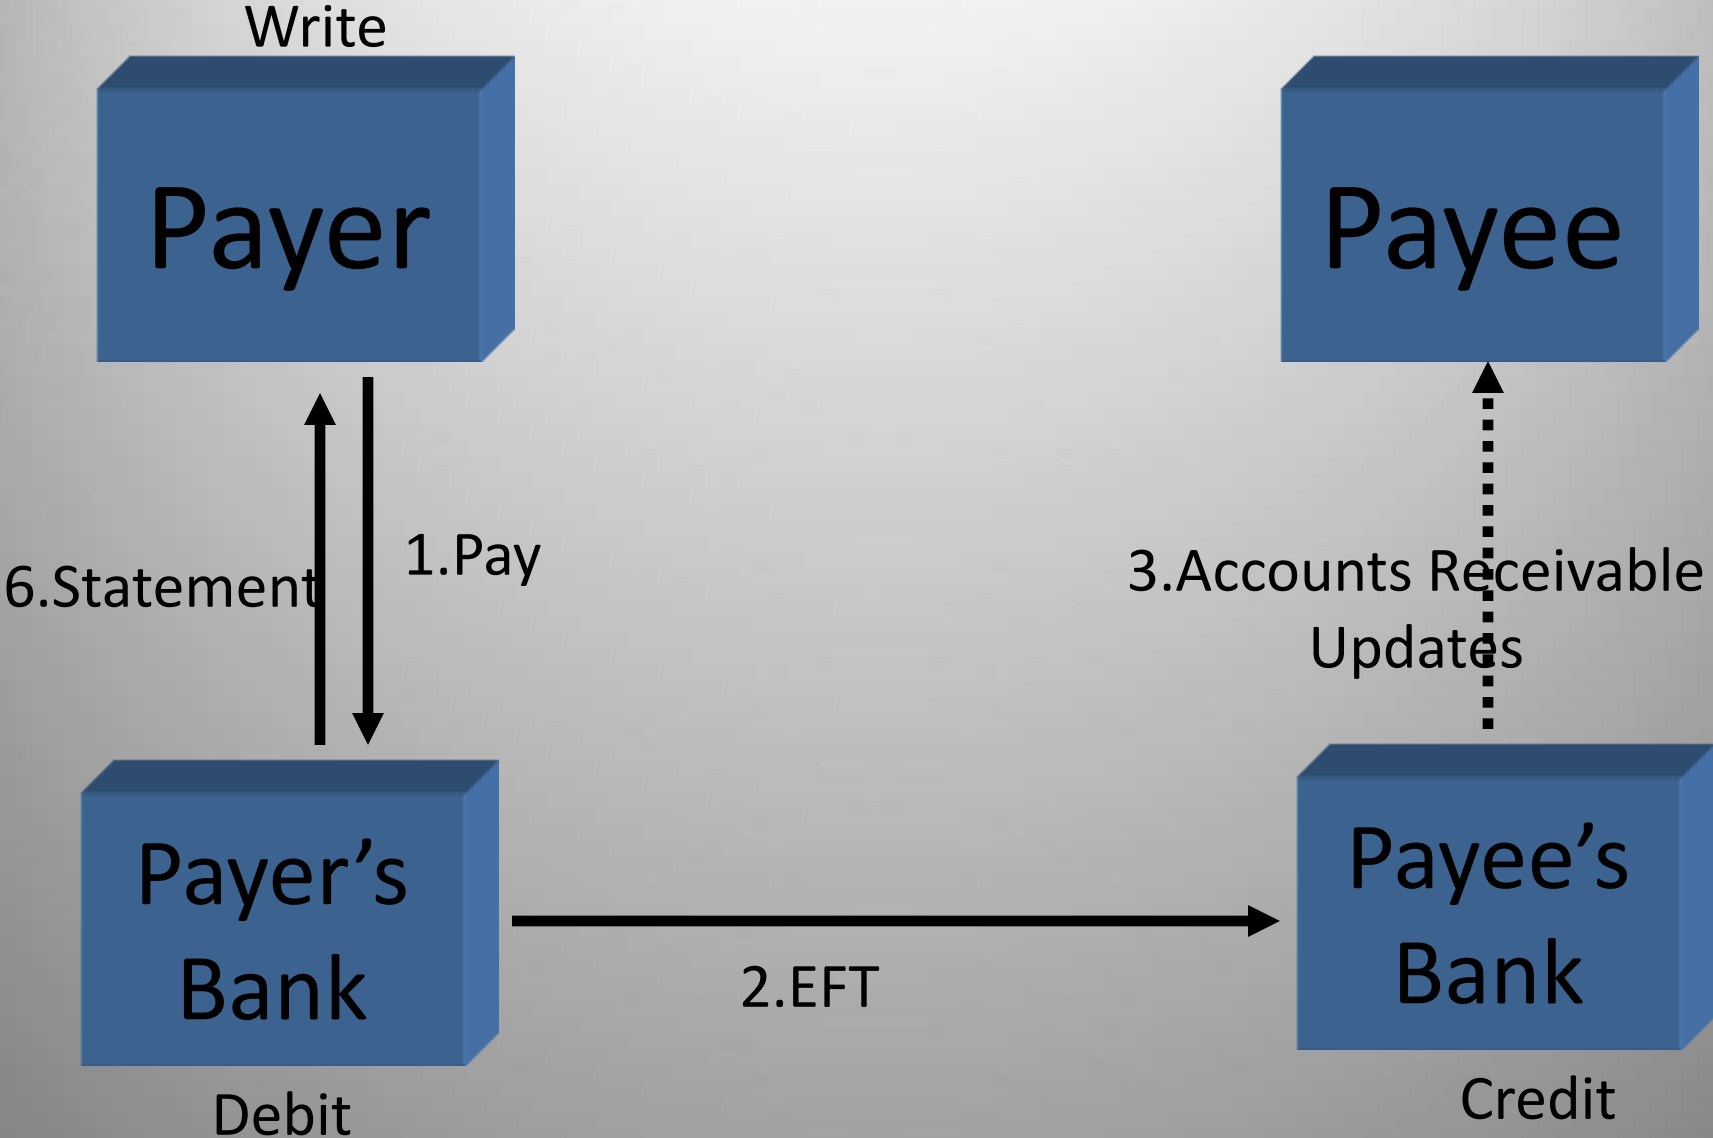 Write
Payer
Payee
1.Pay
6.Statement
3.Accounts Receivable
Updates
Payer’s
Bank
Payee’s
Bank
2.EFT
Debit
Credit